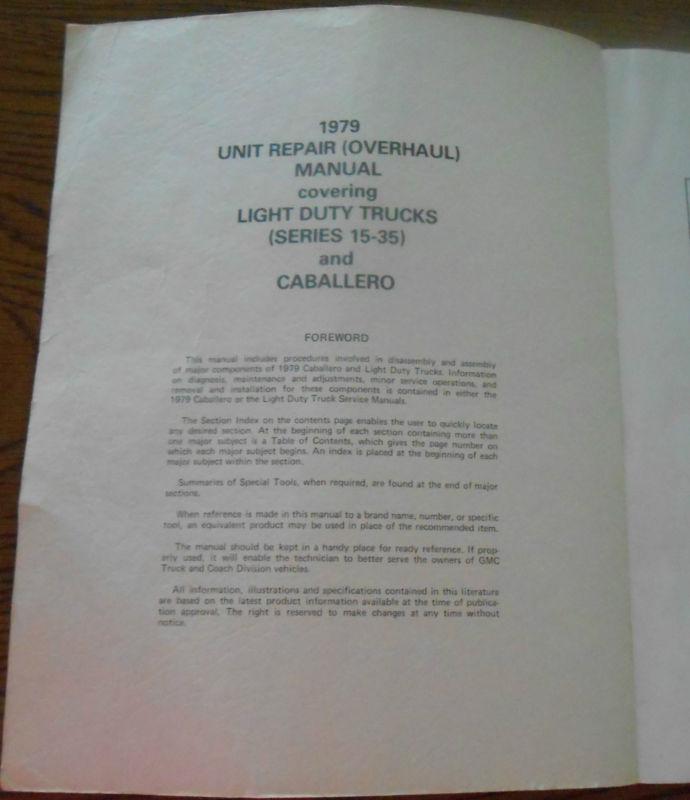 1979
UNIT REPAIR (OVERHAUL)
MANUAL
covering
LIGHT DUTY TRUCKS
(SERIES 15-35)
and
CABALLERO
FOREWORD
This manual includes procedures involved in disassembly and assembly
of major components of 1979 Caballero and Light Duty Trucks. Information
on diagnosis, maintenance and adjustments, minor service operations, and
removal and installation for these components is contained in either the
1979 Caballero or the Light Duty Truck Service Manuals.
The Section Index on the contents page enables the user to quickly locate
any desired section. At the beginning of each section containing more than
one major subject is a Table of Contents, which gives the page number on
which each major subject begins. An index is placed at the beginning of each
major subject within the section.
Summaries of Special Tools, when required, are found at the end of major
sections.
When reference is made in this manual to a brand name, number, or specific
tool, an equivalent product may be used in place of the recommended item.
The manual should be kept in a handy place for ready reference. If prop-
erly used, it will enable the technician to better serve the owners of GMC
Truck and Coach Division vehicles.
All information, illustrations and specifications contained in this literature
are based on the latest product information available at the time of publica-
tion approval. The right is reserved to make changes at any time without
notice.